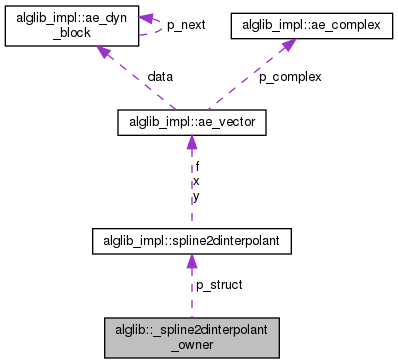 alglib_impl::ae_dyn
_block
p_next
alglib_impl::ae_complex
data
p_complex
alglib_impl::ae_vector
f
x
y
alglib_impl::spline2dinterpolant
p_struct
alglib::_spline2dinterpolant
_owner